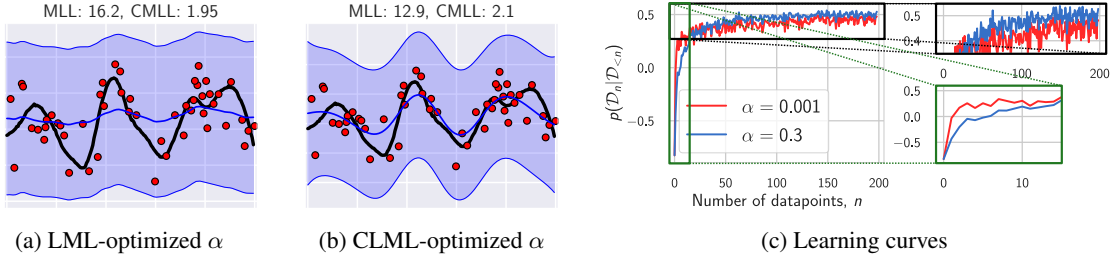 MLL: 16.2, CMLL: 1.95
(a) LML-optimized α
MLL: 12.9, CMLL: 2.1
(b) CLML-optimized α
p(𝒟ₙ|𝒟<ₙ)
0.5
0.0
−0.5
α = 0.001
α = 0.3
0 50 100 150 200
Number of datapoints, n
0.5
0.4
0 100 200
0.5
0.0
−0.5
0 10
(c) Learning curves